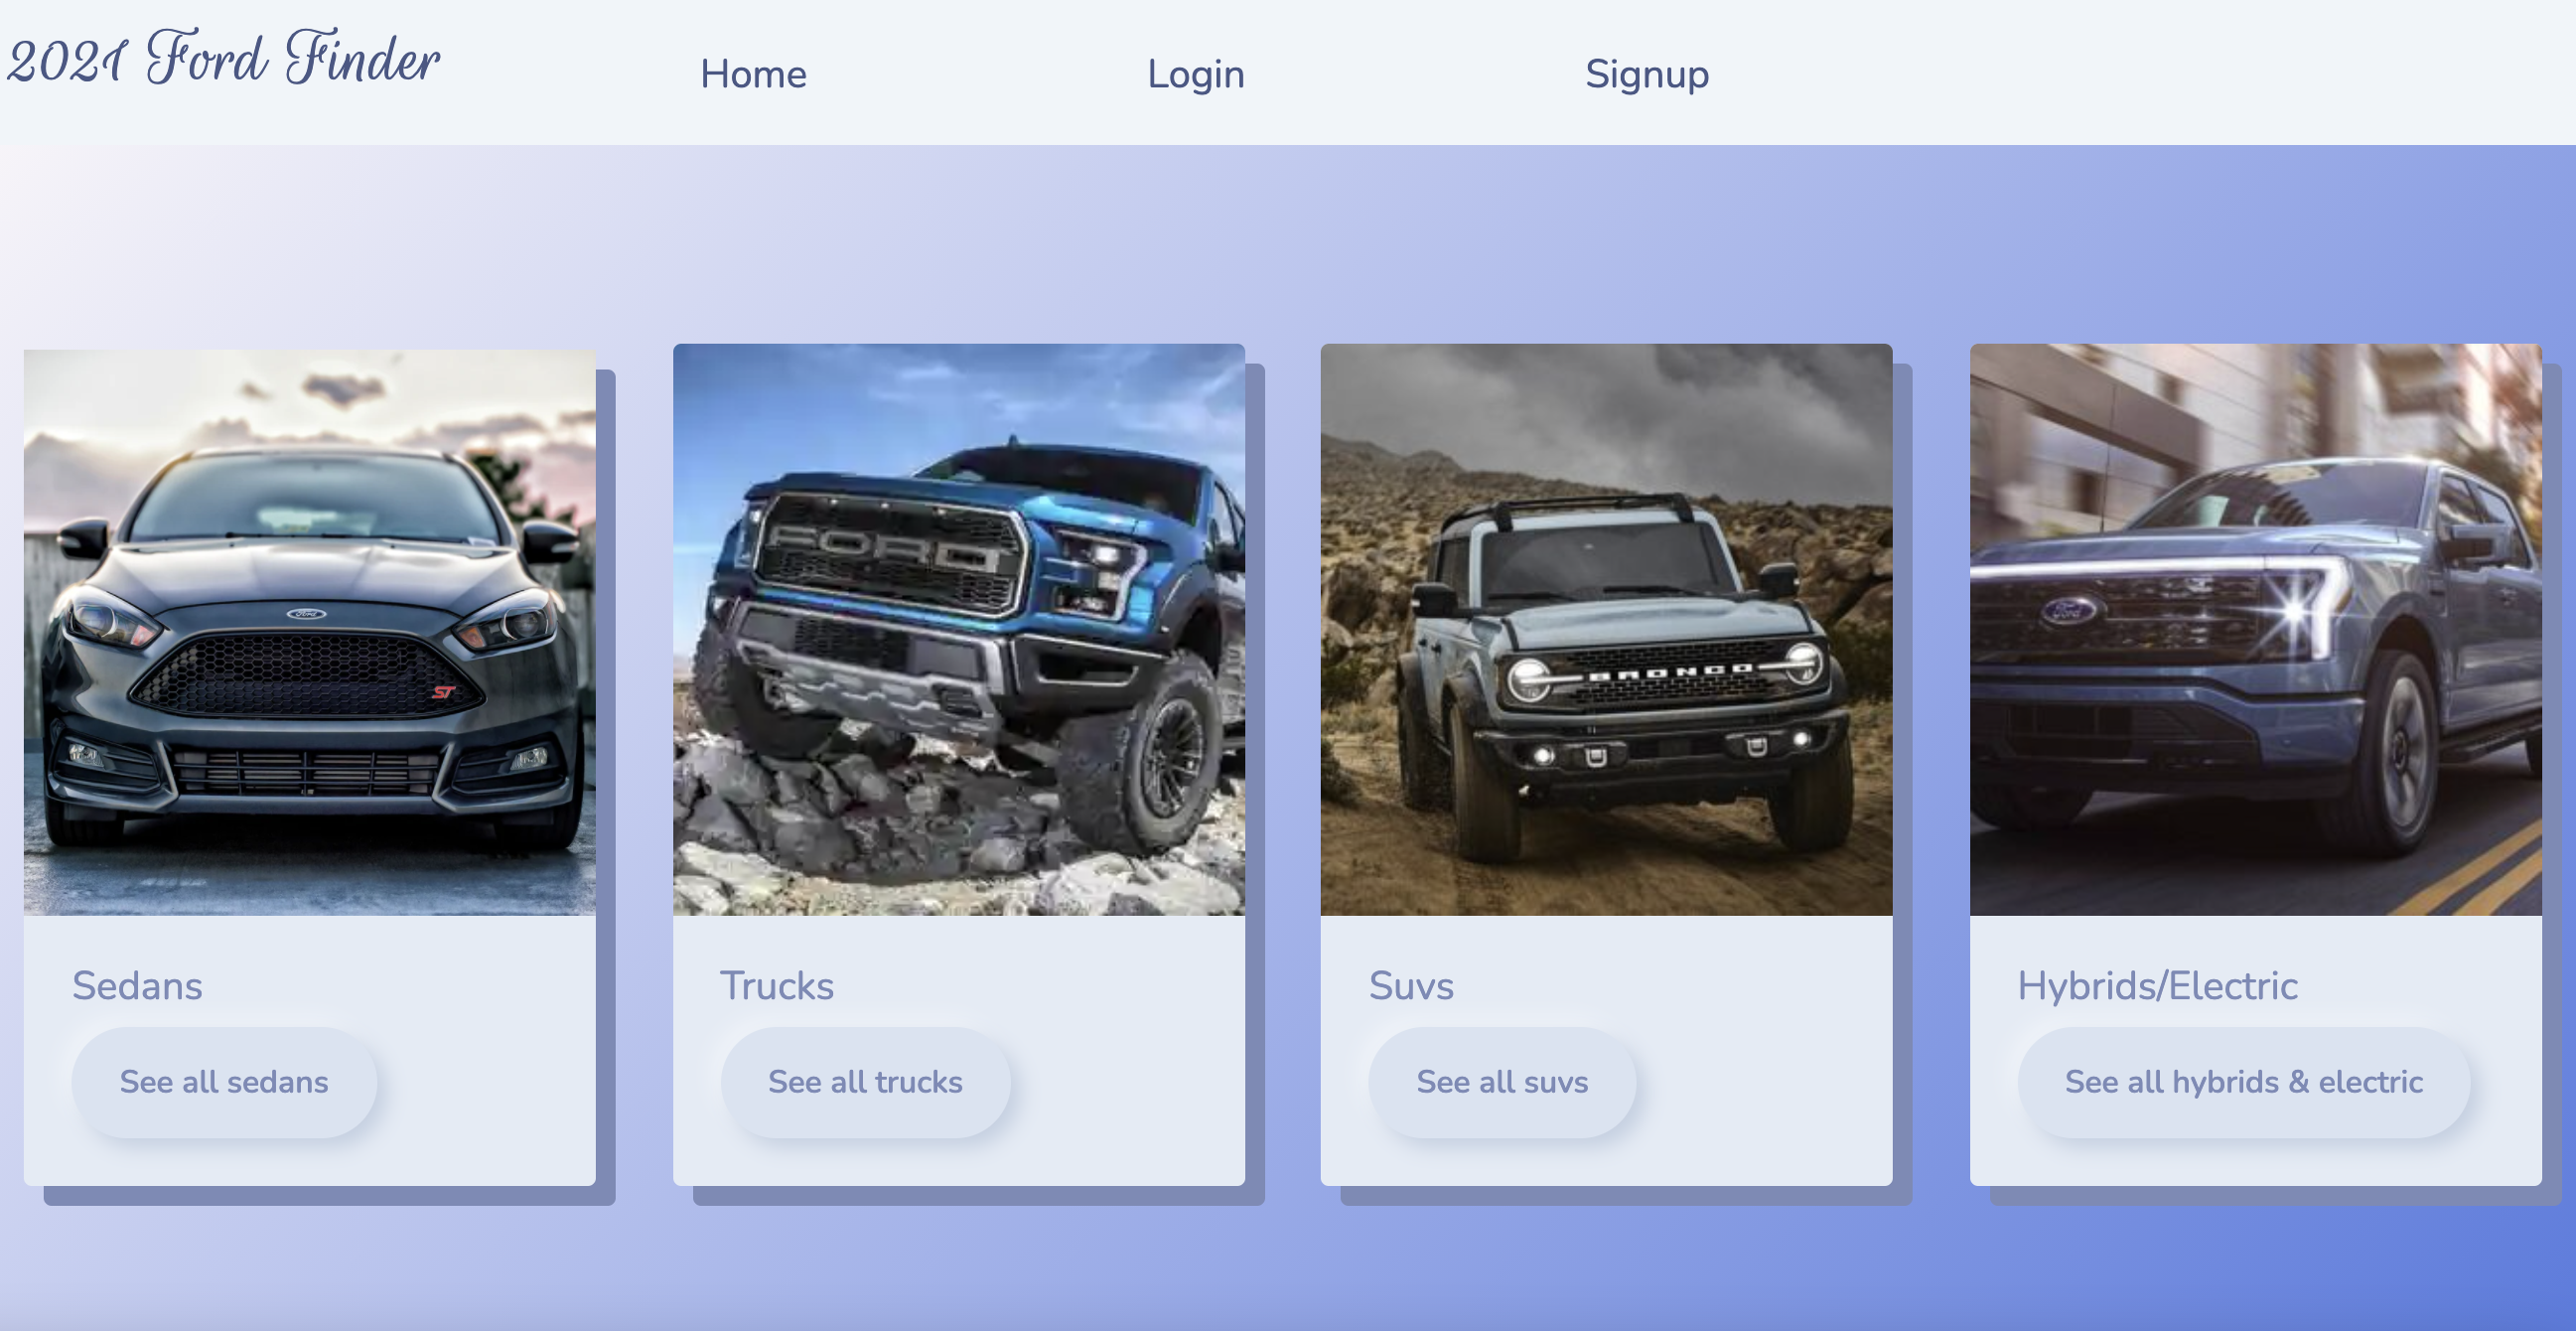 2021 Ford Finder
Home
Login
Signup
Ford
ST
FORD
BRONCO
Ford
Sedans
Trucks
Suvs
Hybrids/Electric
See all sedans
See all trucks
See all suvs
See all hybrids & electric